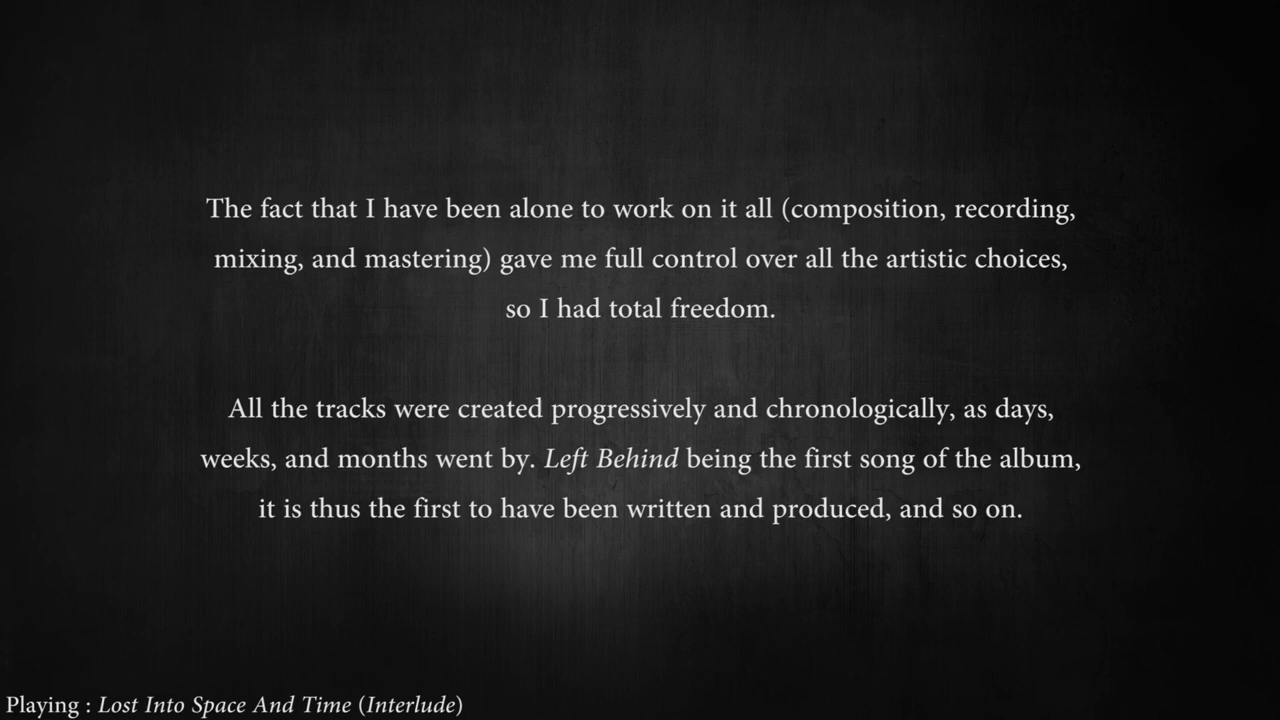 The fact that I have been alone to work on it all (composition, recording,
mixing, and mastering) gave me full control over all the artistic choices,
so I had total freedom.
All the tracks were created progressively and chronologically, as days,
weeks, and months went by. Left Behind being the first song of the album,
it is thus the first to have been written and produced, and so on.
Playing : Lost Into Space And Time (Interlude)